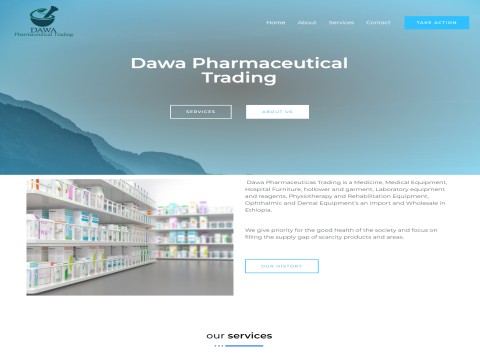 DAWA
Pharmaceutical Trading
Home About Services Contact TAKE ACTION
Dawa Pharmaceutical
Trading
SERVICES ABOUT US
Dawa Pharmaceuticals Trading is a Medicine, Medical Equipment,
Hospital Furniture, hollower and garment, Laboratory equipment
and reagents, Physiotherapy and Rehabilitation Equipment,
Ophthalmic and Dental Equipment's an Import and Wholesale in
Ethiopia.
We give priority for the good health of the society and focus on
filling the supply gap of scarcity products and areas.
OUR HISTORY
our services